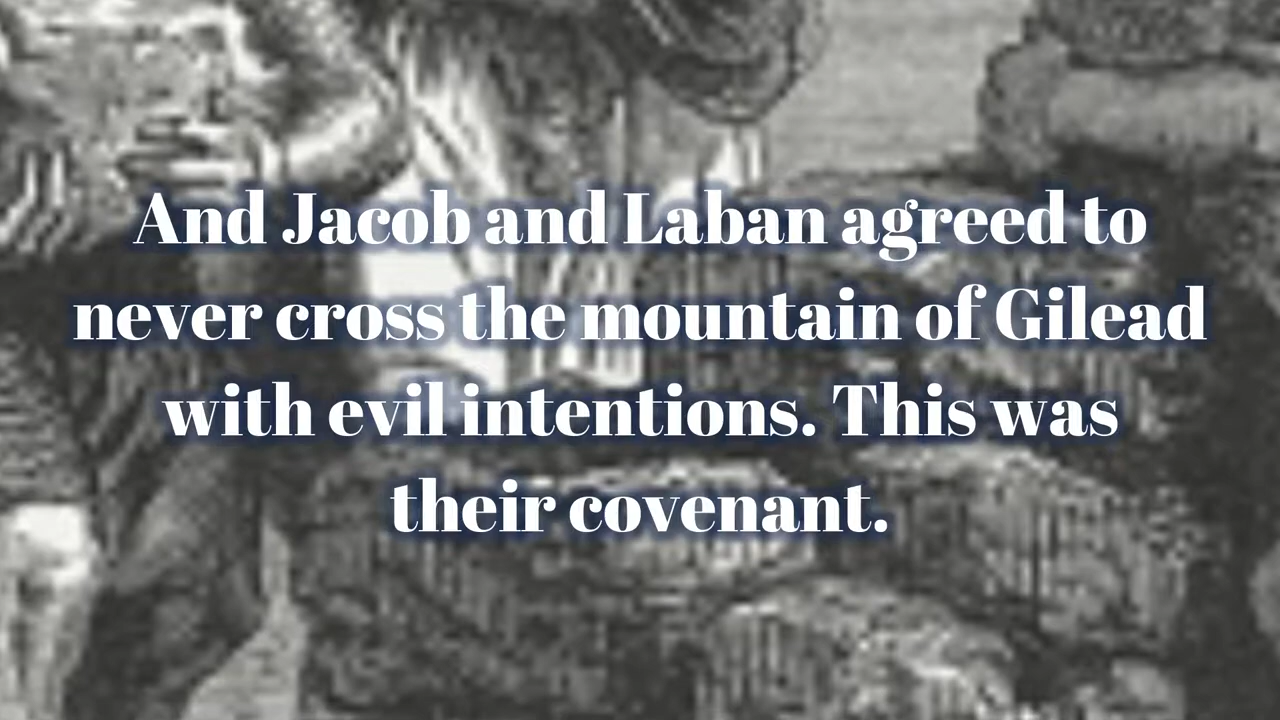 And Jacob and Laban agreed to
never cross the mountain of Gilead
with evil intentions. This was
their covenant.